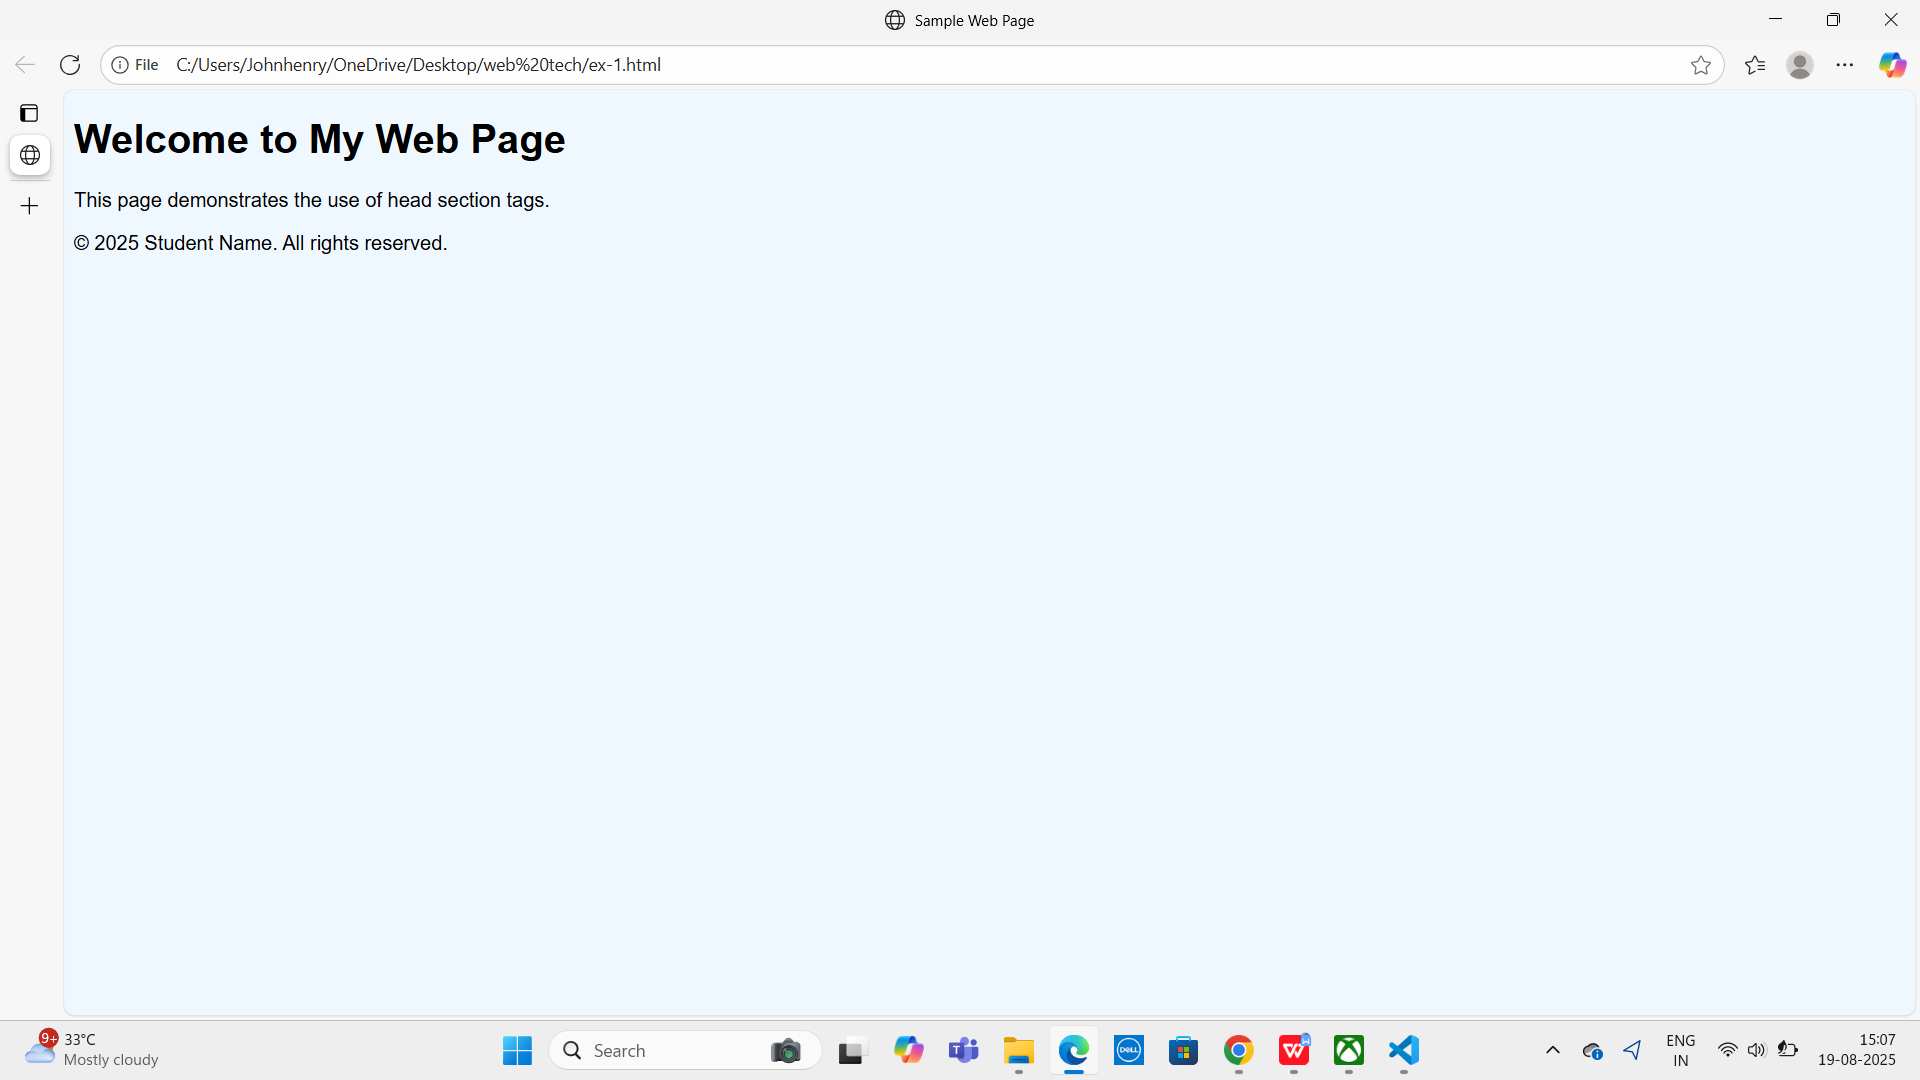 Sample Web Page
File C:/Users/Johnhenry/OneDrive/Desktop/web%20tech/ex-1.html
Welcome to My Web Page
This page demonstrates the use of head section tags.
© 2025 Student Name. All rights reserved.
9+
33°C
Mostly cloudy
Search
T
DELL
W
W
ENG
IN
15:07
19-08-2025